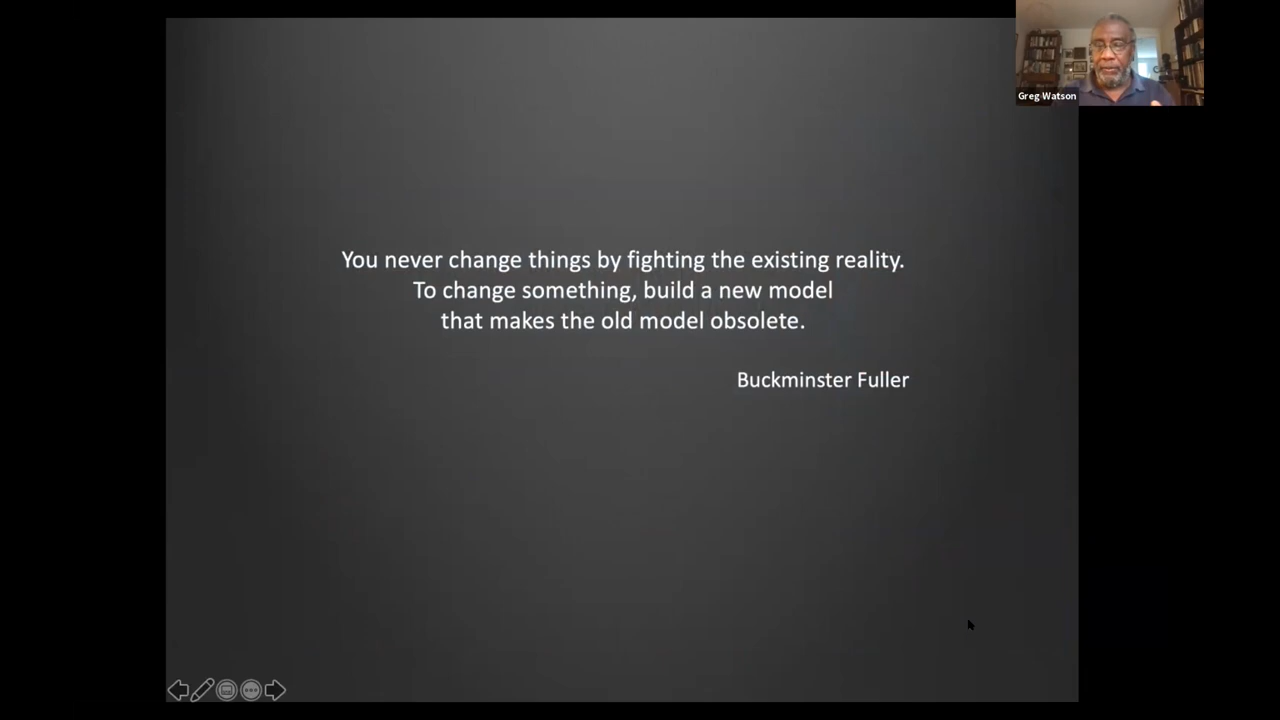 Greg Watson
You never change things by fighting the existing reality.
To change something, build a new model
that makes the old model obsolete.
Buckminster Fuller